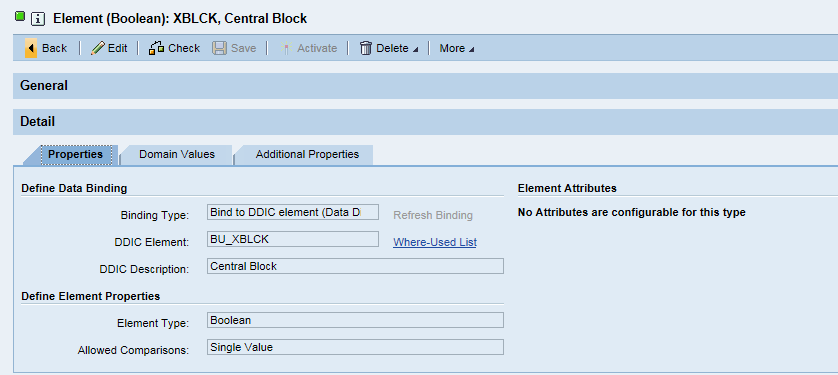 Element (Boolean): XBLCK, Central Block
Back Edit Check Save Activate Delete More
General
Detail
Properties Domain Values Additional Properties
Define Data Binding Element Attributes
Binding Type: Bind to DDIC element (Data D Refresh Binding No Attributes are configurable for this type
DDIC Element: BU_XBLCK Where-Used List
DDIC Description: Central Block
Define Element Properties
Element Type: Boolean
Allowed Comparisons: Single Value